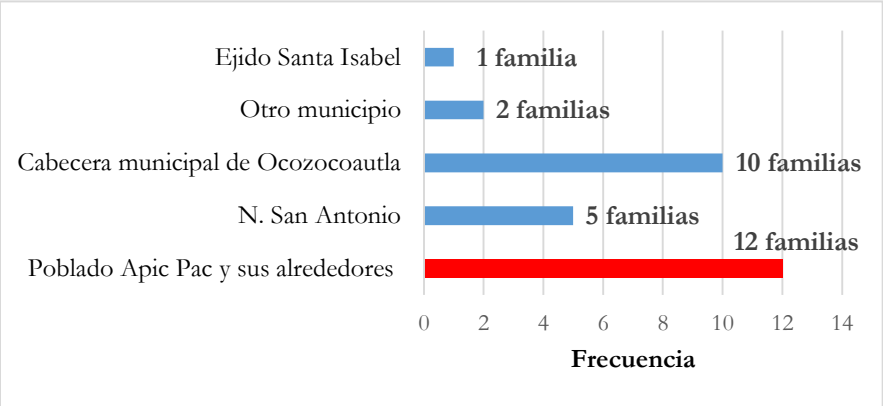 Ejido Santa Isabel 1 familia
Otro municipio 2 familias
Cabecera municipal de Ocozocoautla 10 familias
N. San Antonio 5 familias
12 familias
Poblado Apic Pac y sus alrededores
0 2 4 6 8 10 12 14
Frecuencia